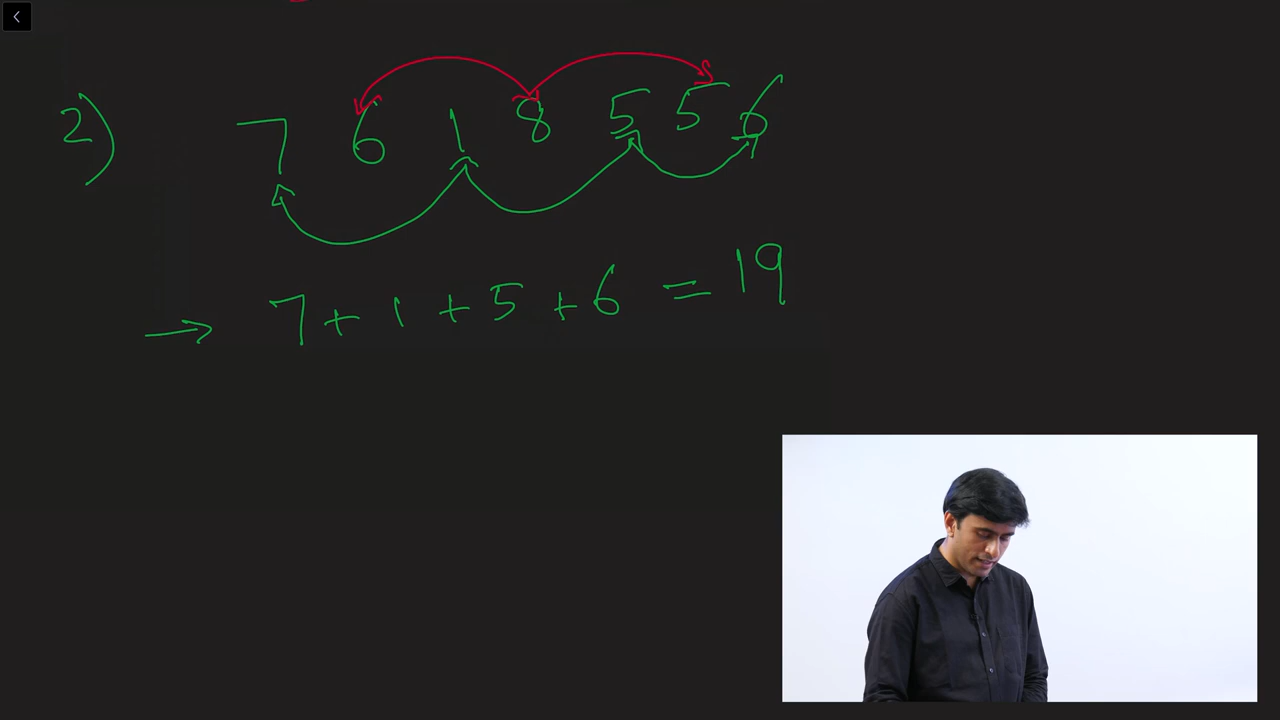 2) 7 6 1 8 5 5 6
→ 7 + 1 + 5 + 6 = 19